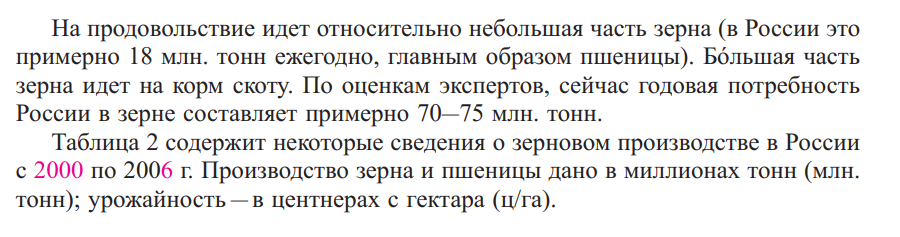 На продовольствие идет относительно небольшая часть зерна (в России это
примерно 18 млн. тонн ежегодно, главным образом пшеницы). Бо́льшая часть
зерна идет на корм скоту. По оценкам экспертов, сейчас годовая потребность
России в зерне составляет примерно 70—75 млн. тонн.
Таблица 2 содержит некоторые сведения о зерновом производстве в России
с 2000 по 2006 г. Производство зерна и пшеницы дано в миллионах тонн (млн.
тонн); урожайность — в центнерах с гектара (ц/га).